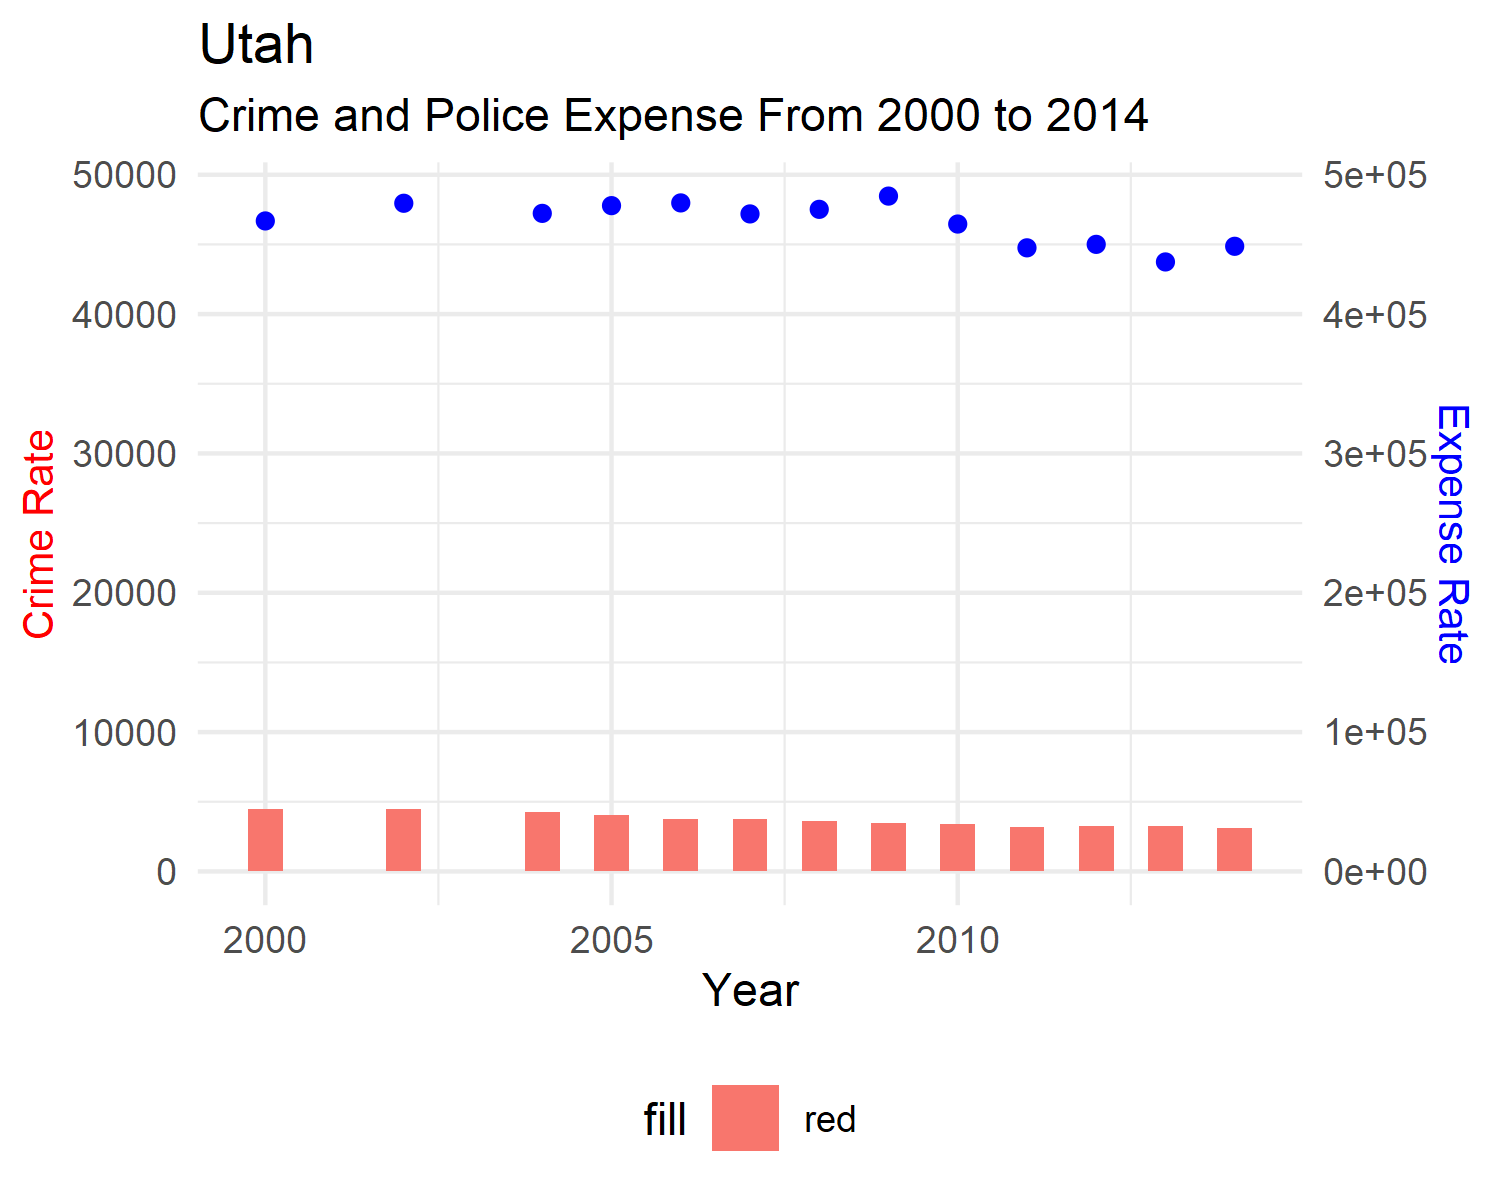 Utah
Crime and Police Expense From 2000 to 2014
50000
40000
30000
20000
10000
0
Crime Rate
5e+05
4e+05
3e+05
2e+05
1e+05
0e+00
Expense Rate
2000 2005 2010
Year
fill red